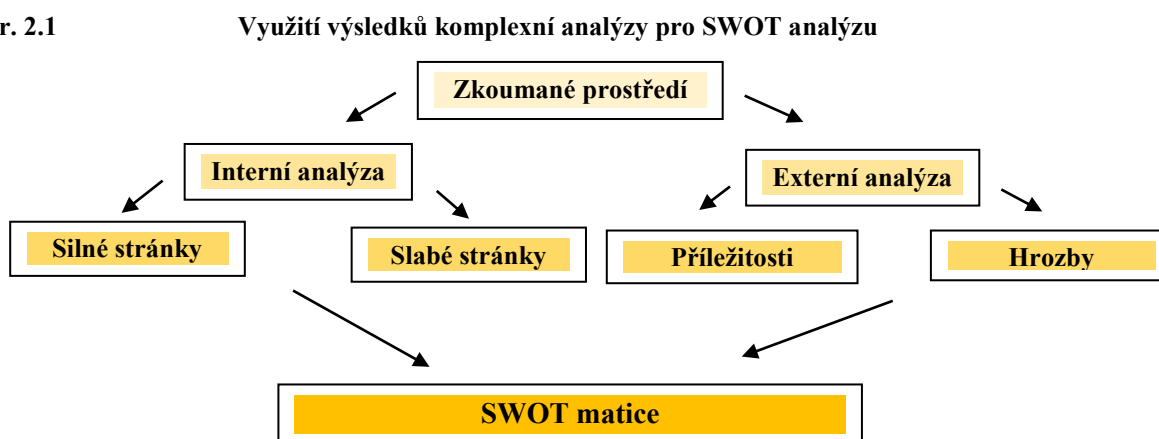 r. 2.1 Využití výsledků komplexní analýzy pro SWOT analýzu
Zkoumané prostředí
Interní analýza
Externí analýza
Silné stránky
Slabé stránky
Příležitosti
Hrozby
SWOT matice